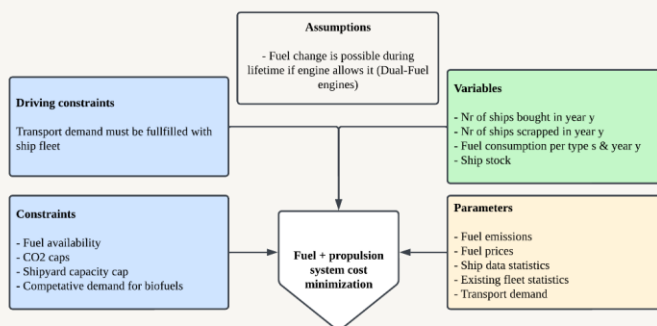 Assumptions
- Fuel change is possible during
lifetime if engine allows it (Dual-Fuel
engines)
Driving constraints
Transport demand must be fullfilled with
ship fleet
Variables
- Nr of ships bought in year y
- Nr of ships scrapped in year y
- Fuel consumption per type s & year y
- Ship stock
Constraints
- Fuel availability
- CO2 caps
- Shipyard capacity cap
- Competative demand for biofuels
Fuel + propulsion
system cost
minimization
Parameters
- Fuel emissions
- Fuel prices
- Ship data statistics
- Existing fleet statistics
- Transport demand